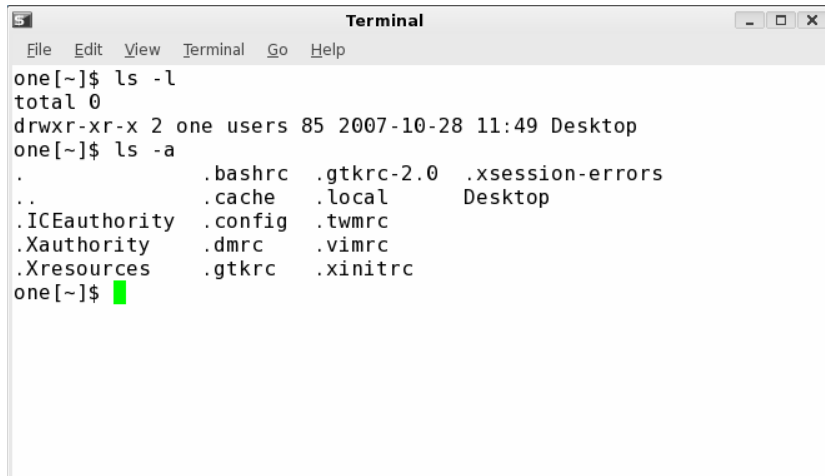 Terminal
File Edit View Terminal Go Help
one[~]$ ls -l
total 0
drwxr-xr-x 2 one users 85 2007-10-28 11:49 Desktop
one[~]$ ls -a
. .bashrc .gtkrc-2.0 .xsession-errors
.. .cache .local Desktop
.ICEauthority .config .twmrc
.Xauthority .dmrc .vimrc
.Xresources .gtkrc .xinitrc
one[~]$